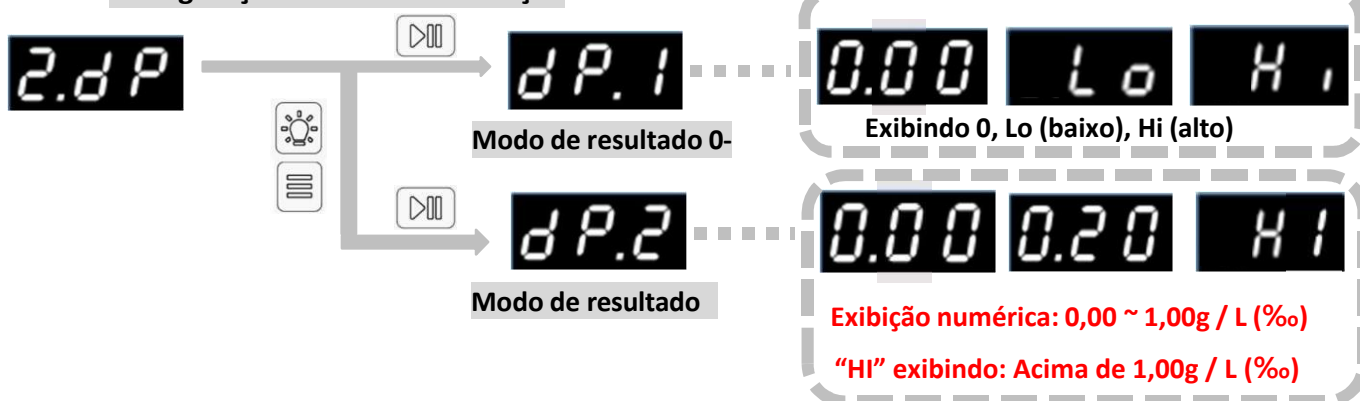 2.dP
dP.1
0.00 Lo Hi
Modo de resultado 0-
Exibindo 0, Lo (baixo), Hi (alto)
dP.2
0.00 0.20 HI
Modo de resultado
Exibição numérica: 0,00 ~ 1,00g / L (‰)
“HI” exibindo: Acima de 1,00g / L (‰)